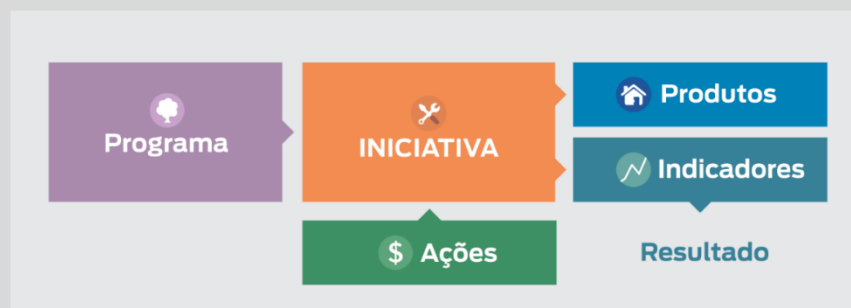 Programa
INICIATIVA
Produtos
Indicadores
$ Ações
Resultado